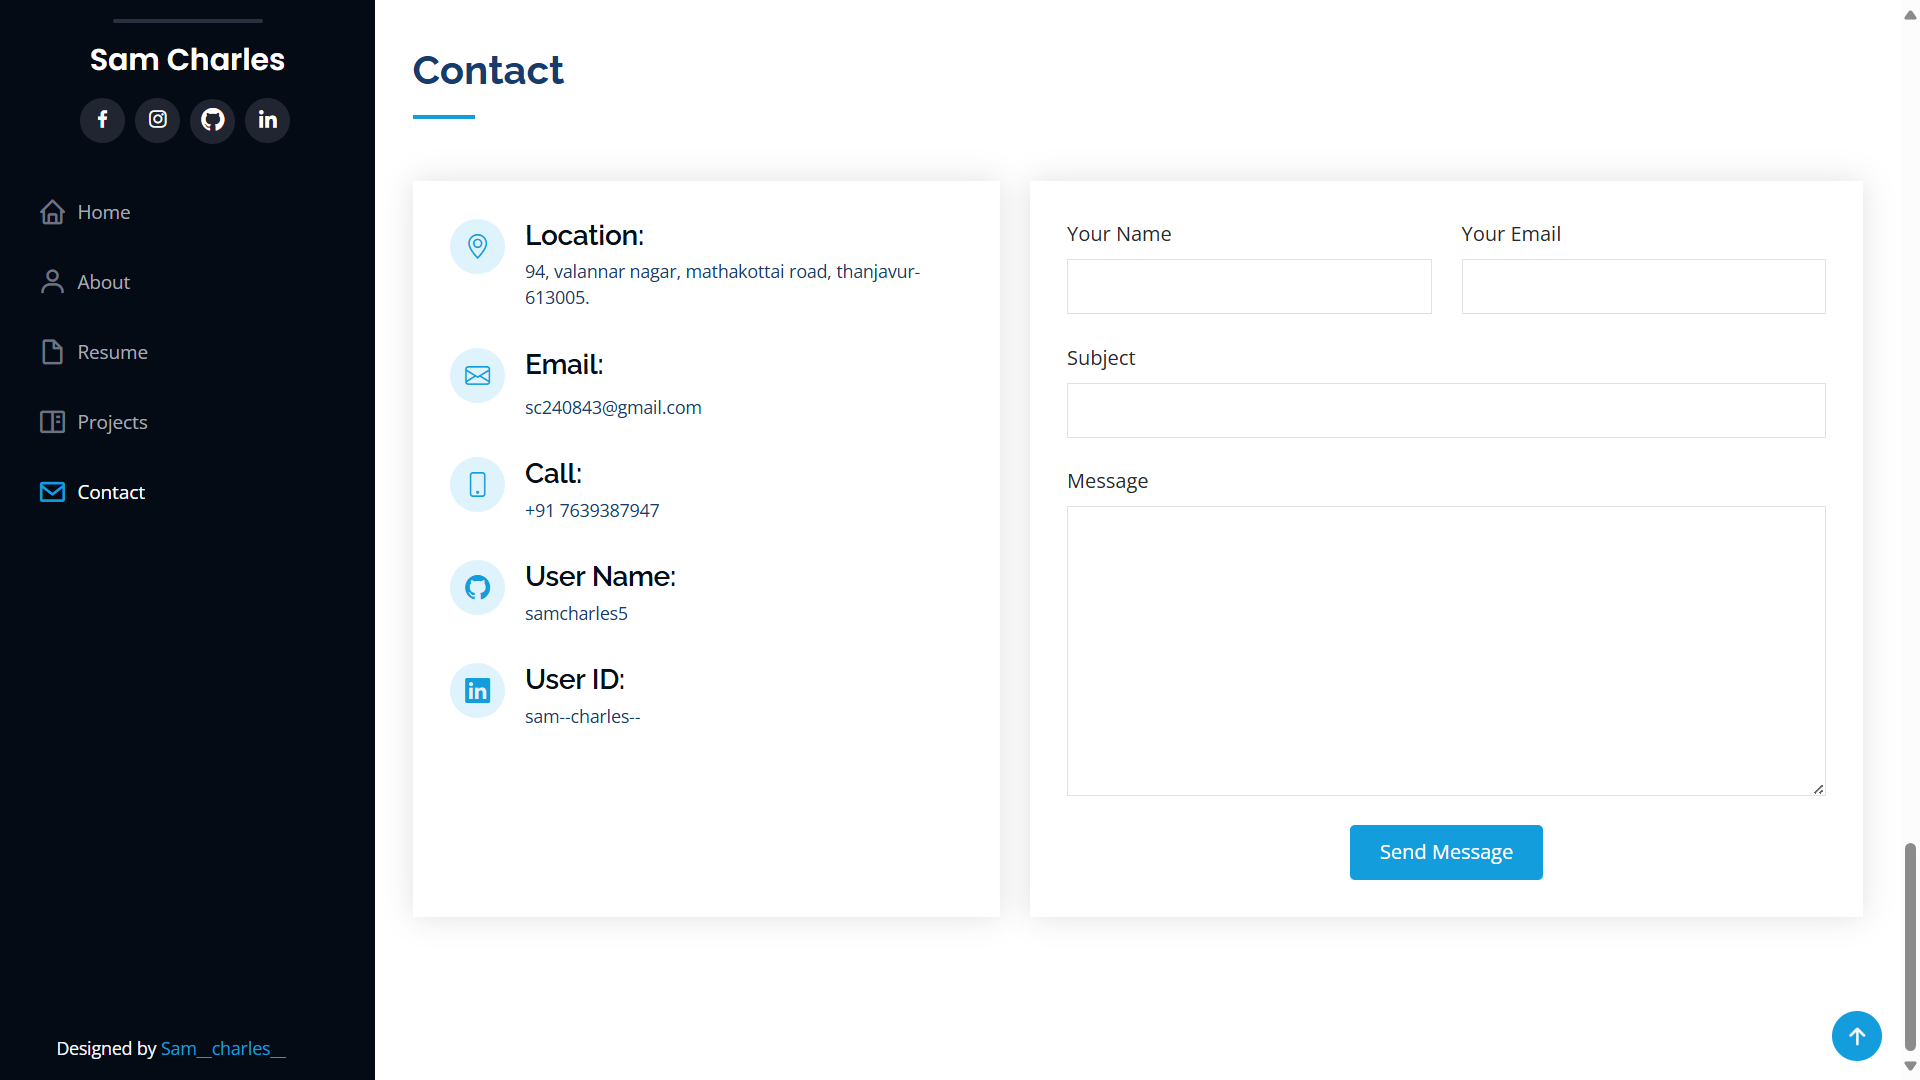 Sam Charles
Home
About
Resume
Projects
Contact
Designed by Sam__charles__
Contact
Location:
94, valannar nagar, mathakottai road, thanjavur-
613005.
Email:
sc240843@gmail.com
Call:
+91 7639387947
User Name:
samcharles5
User ID:
sam--charles--
Your Name
Your Email
Subject
Message
Send Message